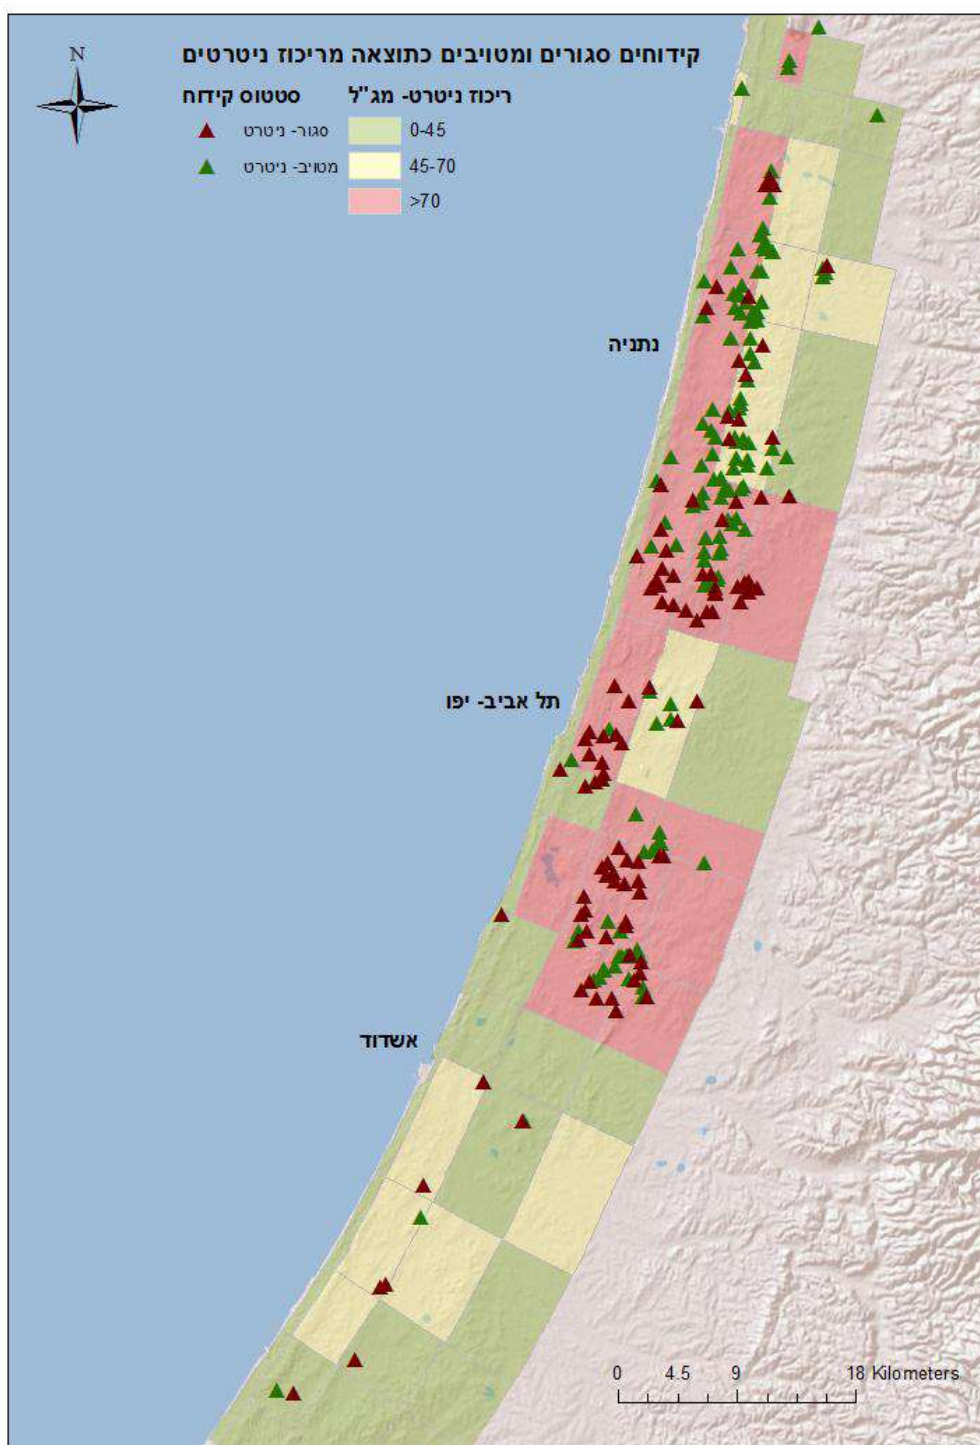 קידוחים סגורים ומטויבים כתוצאה מריכוז ניטרטים
N
ריכוז ניטרט- מג"ל
סטטוס קידוח
0-45
סגור- ניטרט
45-70
מטויב- ניטרט
>70
נתניה
תל אביב- יפו
אשדוד
0 4.5 9 18 Kilometers